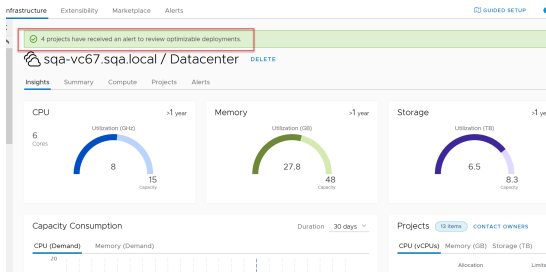 Infrastructure Extensibility Marketplace Alerts GUIDED SETUP
4 projects have received an alert to review optimizable deployments.
sqa-vc67.sqa.local / Datacenter DELETE
Insights Summary Compute Projects Alerts
CPU >1 year
6
Cores
Utilization (GHz)
8
15
Capacity
Memory >1 year
Utilization (GB)
27.8
48
Capacity
Storage >1 ye
Utilization (TB)
6.5
8.3
Capacity
Capacity Consumption Duration 30 days
CPU (Demand) Memory (Demand)
20
Projects 13 items CONTACT OWNERS
CPU (vCPUs) Memory (GB) Storage (TB)
Allocation Limit